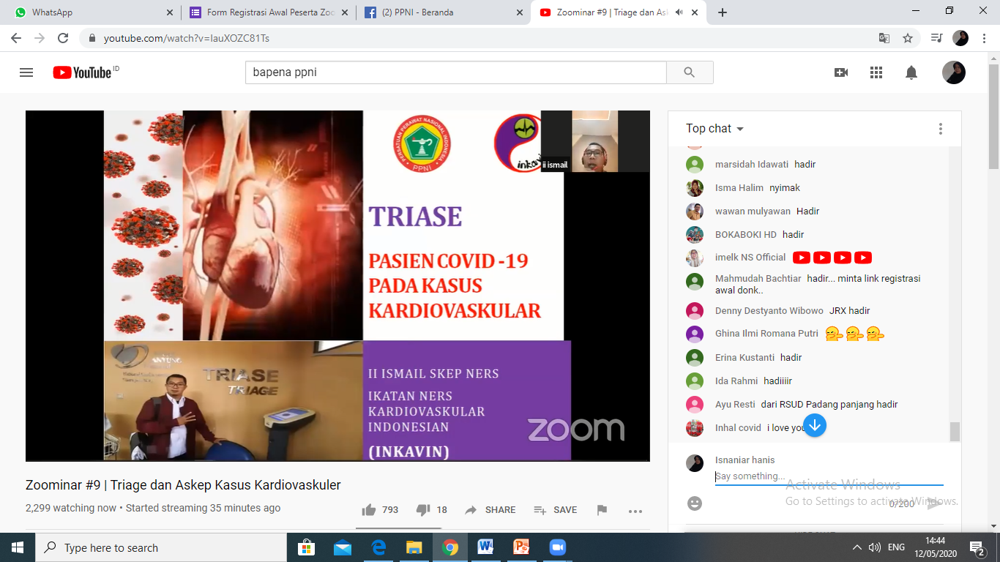 WhatsApp
Form Registrasi Awal Peserta Zoo
(2) PPNI - Beranda
Zoominar #9 | Triage dan As
youtube.com/watch?v=IauXOZC81Ts
YouTube ID
bapena ppni
PERSATUAN PERAWAT NASIONAL INDONESIA
PPNI
ii ismail
TRIASE
PASIEN COVID -19
PADA KASUS
KARDIOVASKULAR
TRIASE
TRIAGE
II ISMAIL SKEP NERS
IKATAN NERS
KARDIOVASKULAR
INDONESIAN
(INKAVIN)
zoom
Zoominar #9 | Triage dan Askep Kasus Kardiovaskuler
2,299 watching now • Started streaming 35 minutes ago
793
18
SHARE
SAVE
Top chat
marsidah Idawati hadir
Isma Halim nyimak
wawan mulyawan Hadir
BOKABOKI HD hadir
imelk NS Official
Mahmudah Bachtiar hadir... minta link registrasi
awal donk..
Denny Destyanto Wibowo JRX hadir
Ghina Ilmi Romana Putri
Erina Kustanti hadir
Ida Rahmi hadiiiir
Ayu Resti dari RSUD Padang panjang hadir
Inhal covid i love you
Isnaniar hanis
Say something...
0/200
Activate Windows
Go to Settings to activate Windows.
Type here to search
ENG
14:44
12/05/2020
2